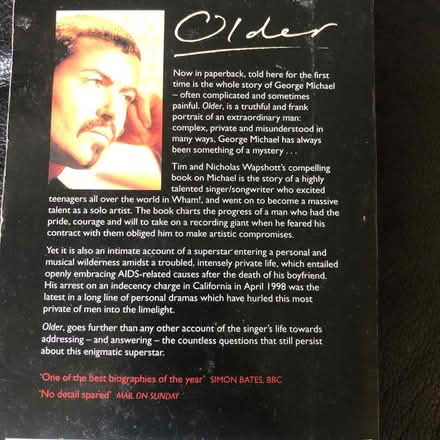 Older
Now in paperback, told here for the first
time is the whole story of George Michael
– often complicated and sometimes
painful. Older, is a truthful and frank
portrait of an extraordinary man:
complex, private and misunderstood in
many ways, George Michael has always
been something of a mystery . . .
Tim and Nicholas Wapshott's compelling
book on Michael is the story of a highly
talented singer/songwriter who excited
teenagers all over the world in Wham!, and went on to become a massive
talent as a solo artist. The book charts the progress of a man who had the
pride, courage and will to take on a recording giant when he feared his
contract with them obliged him to make artistic compromises.
Yet it is also an intimate account of a superstar entering a personal and
musical wilderness amidst a troubled, intensely private life, which entailed
openly embracing AIDS-related causes after the death of his boyfriend.
His arrest on an indecency charge in California in April 1998 was the
latest in a long line of personal dramas which have hurled this most
private of men into the limelight.
Older, goes further than any other account of the singer's life towards
addressing – and answering – the countless questions that still persist
about this enigmatic superstar.
'One of the best biographies of the year' SIMON BATES, BBC
'No detail spared' MAIL ON SUNDAY